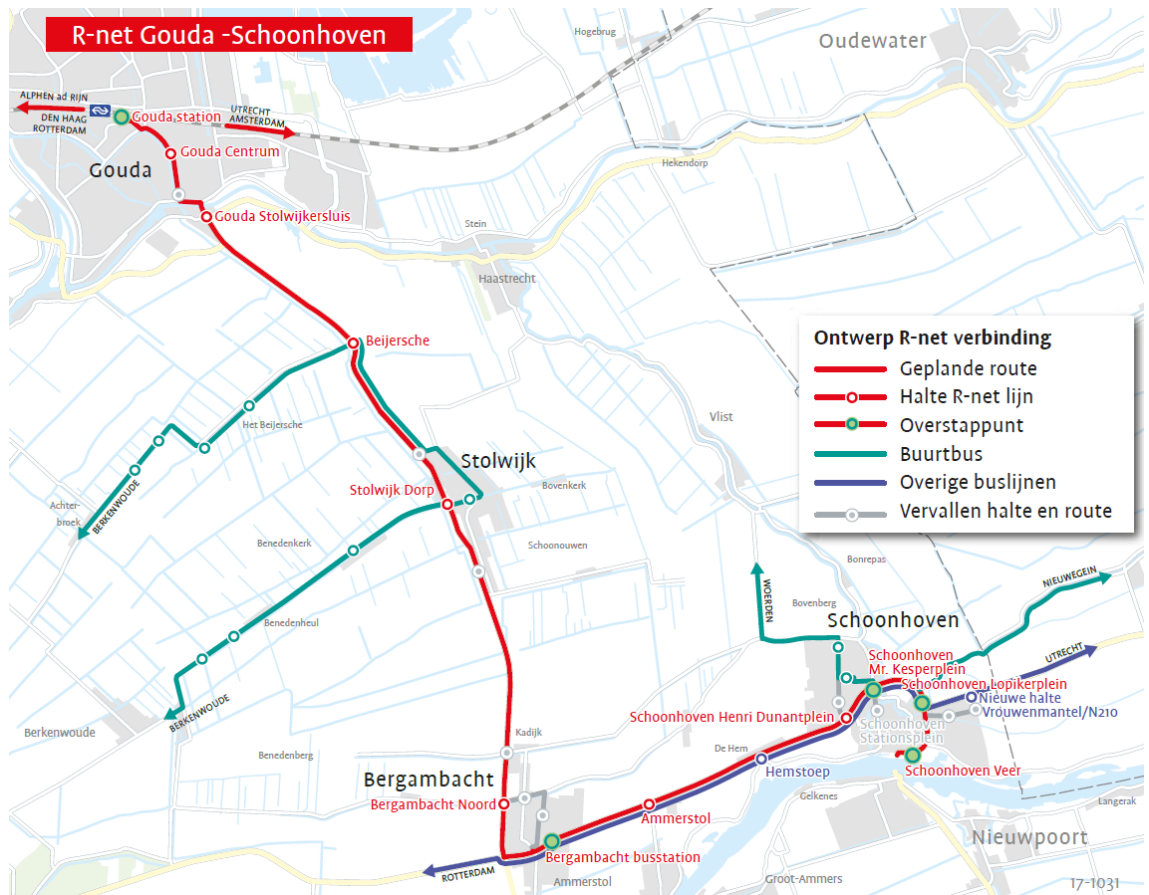 R-net Gouda -Schoonhoven
Hogebrug
Oudewater
ALPHEN ad RIJN
DEN HAAG
ROTTERDAM
Gouda station
UTRECHT
AMSTERDAM
Gouda Centrum
Gouda
Hekendorp
Gouda Stolwijkersluis
Stein
Haastrecht
Beijersche
Ontwerp R-net verbinding
Geplande route
Halte R-net lijn
Overstappunt
Buurtbus
Overige buslijnen
Vervallen halte en route
Het Beijersche
Vlist
Stolwijk
Stolwijk Dorp
Bovenkerk
Achter-
broek
BERKENWOUDE
Benedenkerk
Schoonouwen
Bonrepas
NIEUWEGEIN
WOERDEN
Bovenberg
Benedenheul
Schoonhoven
Schoonhoven
Mr. Kesperplein
UTRECHT
Schoonhoven Lopikerplein
Nieuwe halte
Vrouwenmantel/N210
BERKENWOUDE
Berkenwoude
Schoonhoven Henri Dunantplein
Schoonhoven
Stationsplein
Kadijk
De Hem
Benedenberg
Hemstoep
Schoonhoven Veer
Bergambacht
Bergambacht Noord
Gelkenes
Langerak
Ammerstol
Nieuwpoort
Bergambacht busstation
ROTTERDAM
Ammerstol
Groot-Ammers
17-1031